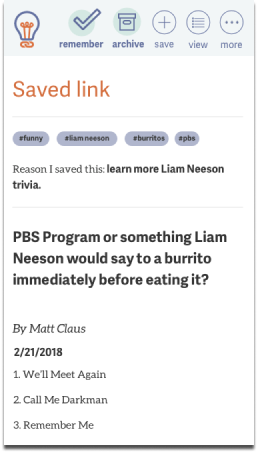 remember archive save view more
Saved link
#funny #liam neeson #burritos #pbs
Reason I saved this: learn more Liam Neeson
trivia.
PBS Program or something Liam
Neeson would say to a burrito
immediately before eating it?
By Matt Claus
2/21/2018
1. We'll Meet Again
2. Call Me Darkman
3. Remember Me